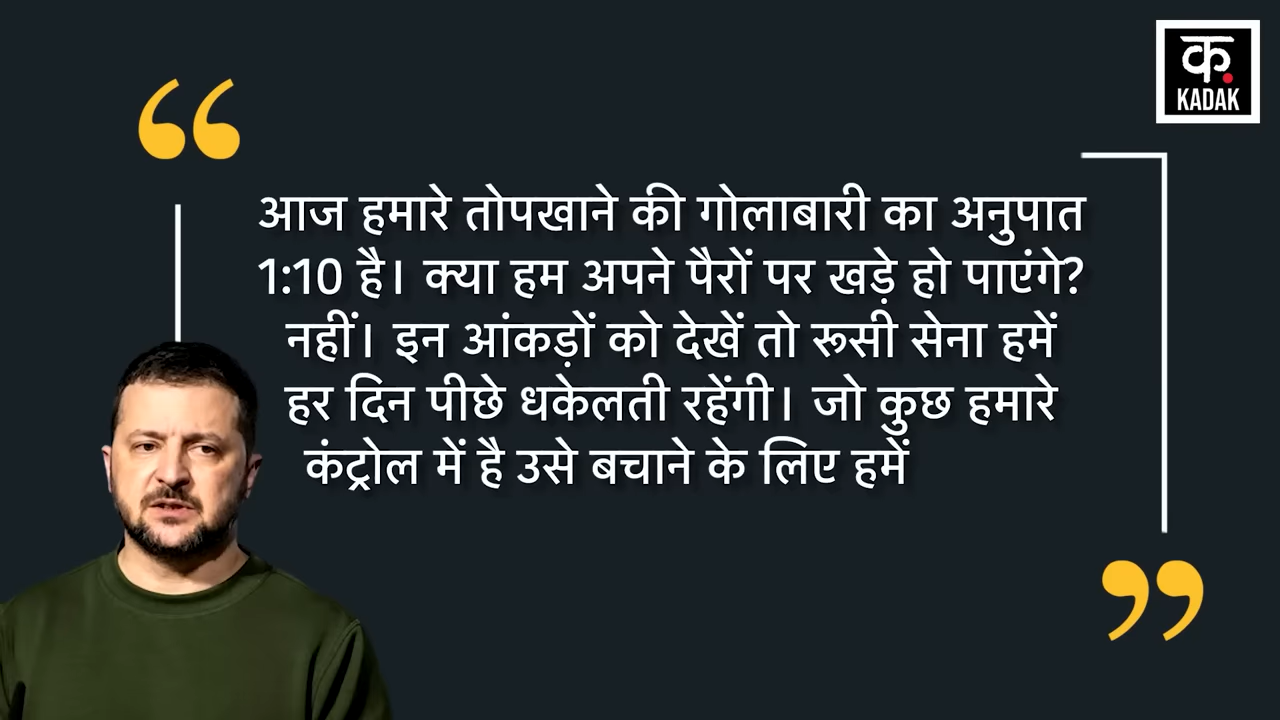 क
KADAK
आज हमारे तोपखाने की गोलाबारी का अनुपात
1:10 है। क्या हम अपने पैरों पर खड़े हो पाएंगे?
नहीं। इन आंकड़ों को देखें तो रूसी सेना हमें
हर दिन पीछे धकेलती रहेंगी। जो कुछ हमारे
कंट्रोल में है उसे बचाने के लिए हमें